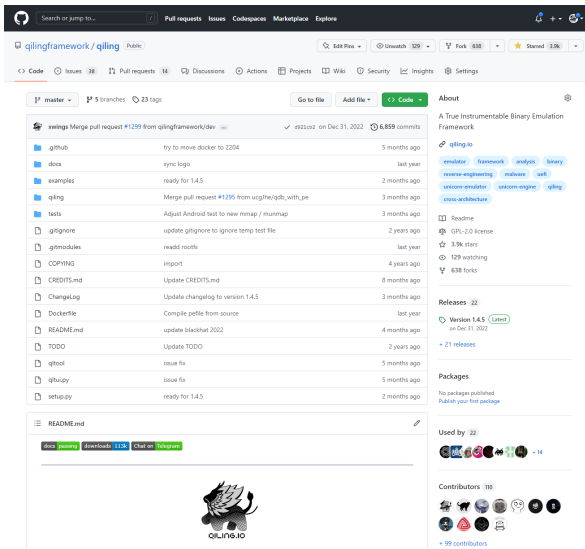 Search or jump to... /
Pull requests Issues Codespaces Marketplace Explore
qilingframework / qiling Public
Edit Pins Unwatch 129 Fork 638 Starred 3.9k
Code Issues 38 Pull requests 14 Discussions Actions Projects Wiki Security Insights Settings
master 5 branches 23 tags Go to file Add file Code
xwings Merge pull request #1299 from qilingframework/dev ... on Dec 31, 2022 6,859 commits
.github try to move docker to 2204 5 months ago
docs sync logo last year
examples ready for 1.4.5 2 months ago
qiling Merge pull request #1295 from ucgJhe/qdb_with_pe 3 months ago
tests Adjust Android test to new mmap / munmap 3 months ago
.gitignore update gitignore to ignore temp test file 2 years ago
.gitmodules readd rootfs last year
COPYING import 4 years ago
CREDITS.md Update CREDITS.md 8 months ago
ChangeLog Update changelog to version 1.4.5 3 months ago
Dockerfile Compile pefile from source last year
README.md update blackhat 2022 4 months ago
TODO Update TODO 2 years ago
qltool issue fix 5 months ago
qltui.py issue fix 5 months ago
setup.py ready for 1.4.5 2 months ago
README.md
docs passing downloads 113k Chat on Telegram
QILING.IO
About
A True Instrumentable Binary Emulation
Framework
qiling.io
emulator framework analysis binary
reverse-engineering malware uefi
unicorn-emulator unicorn-engine qiling
cross-architecture
Readme
GPL-2.0 license
3.9k stars
129 watching
638 forks
Releases 22
Version 1.4.5 Latest
on Dec 31, 2022
+ 21 releases
Packages
No packages published
Publish your first package
Used by 22
+ 14
Contributors 110
+ 99 contributors